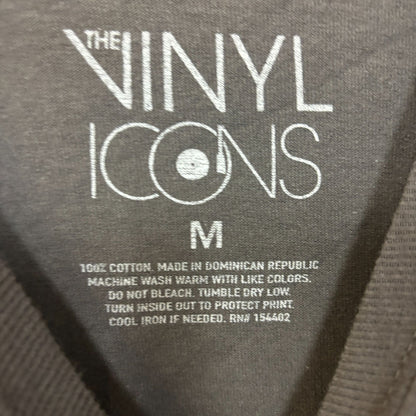 THE
VINYL
ICONS
M
100% COTTON. MADE IN DOMINICAN REPUBLIC
MACHINE WASH WARM WITH LIKE COLORS.
DO NOT BLEACH. TUMBLE DRY LOW.
TURN INSIDE OUT TO PROTECT PRINT.
COOL IRON IF NEEDED. RN# 154402